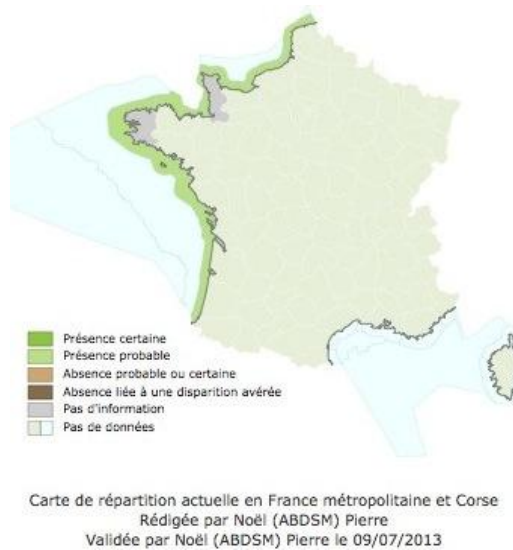 Présence certaine
Présence probable
Absence probable ou certaine
Absence liée à une disparition avérée
Pas d'information
Pas de données
Carte de répartition actuelle en France métropolitaine et Corse
Rédigée par Noël (ABDSM) Pierre
Validée par Noël (ABDSM) Pierre le 09/07/2013